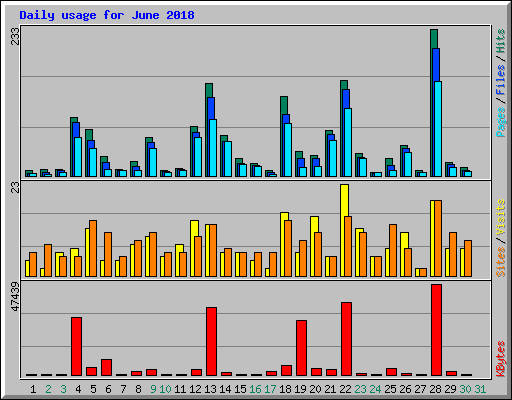 Daily usage for June 2018
233
Pages / Files / Hits
23
Sites / Visits
47439
KBytes
1 2 3 4 5 6 7 8 9 10 11 12 13 14 15 16 17 18 19 20 21 22 23 24 25 26 27 28 29 30 31